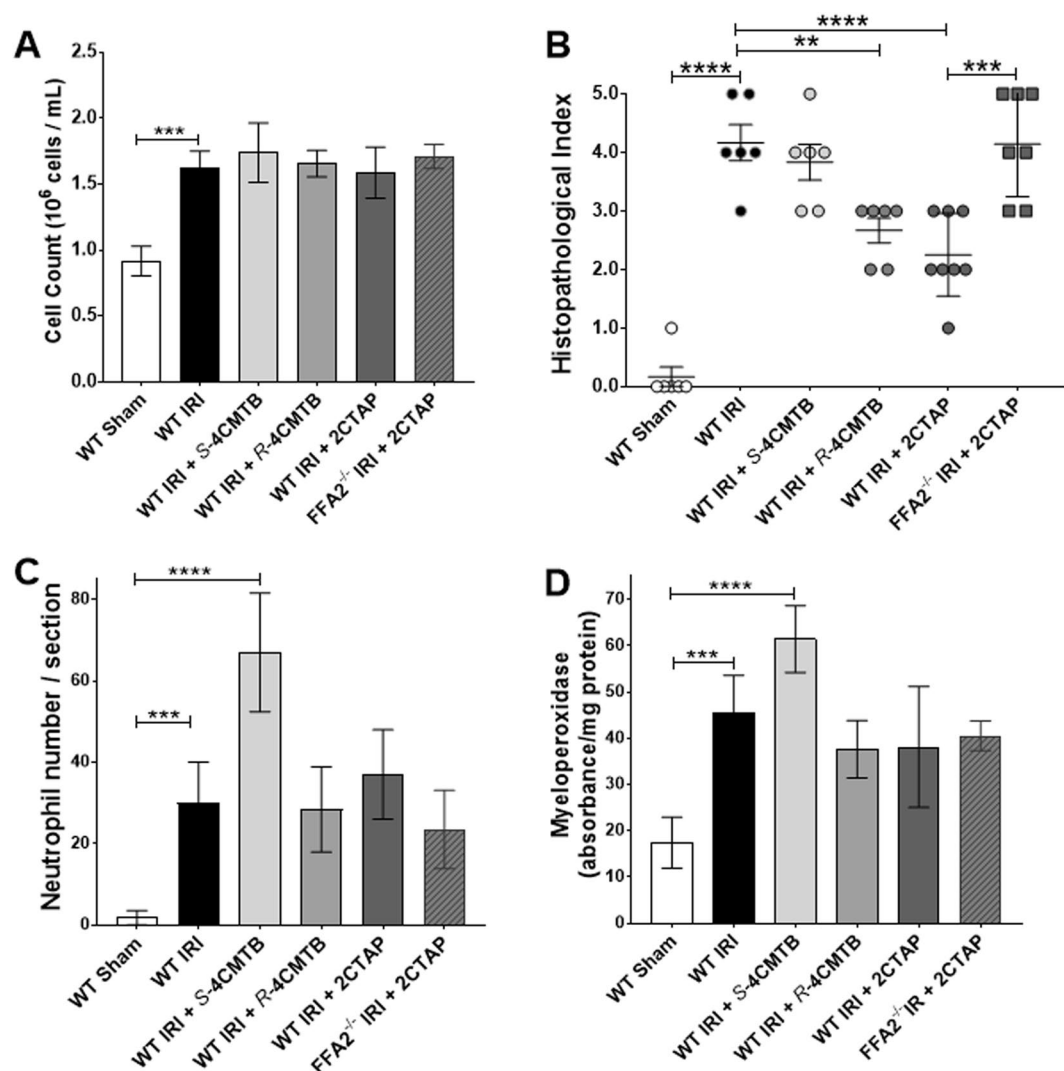 A
Cell Count (10⁶ cells / mL)
2.5
2.0
1.5
1.0
0.5
0.0
***
WT Sham
WT IRI
WT IRI + S-4CMTB
WT IRI + R-4CMTB
WT IRI + 2CTAP
FFA2⁻/⁻ IRI + 2CTAP
B
Histopathological Index
5.0
4.0
3.0
2.0
1.0
0.0
****
**
****
***
WT Sham
WT IRI
WT IRI + S-4CMTB
WT IRI + R-4CMTB
WT IRI + 2CTAP
FFA2⁻/⁻ IRI + 2CTAP
C
Neutrophil number / section
80
60
40
20
0
****
***
WT Sham
WT IRI
WT IRI + S-4CMTB
WT IRI + R-4CMTB
WT IRI + 2CTAP
FFA2⁻/⁻ IRI + 2CTAP
D
Myeloperoxidase
(absorbance/mg protein)
70
60
50
40
30
20
10
0
****
***
WT Sham
WT IRI
WT IRI + S-4CMTB
WT IRI + R-4CMTB
WT IRI + 2CTAP
FFA2⁻/⁻ IR + 2CTAP